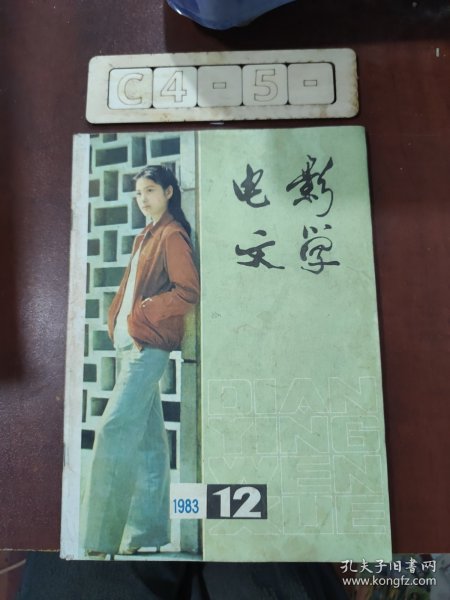 C4-5-
电影
文学
DIAN
YING
WEN
XUE
1983 12
孔夫子旧书网
www.kongfz.com